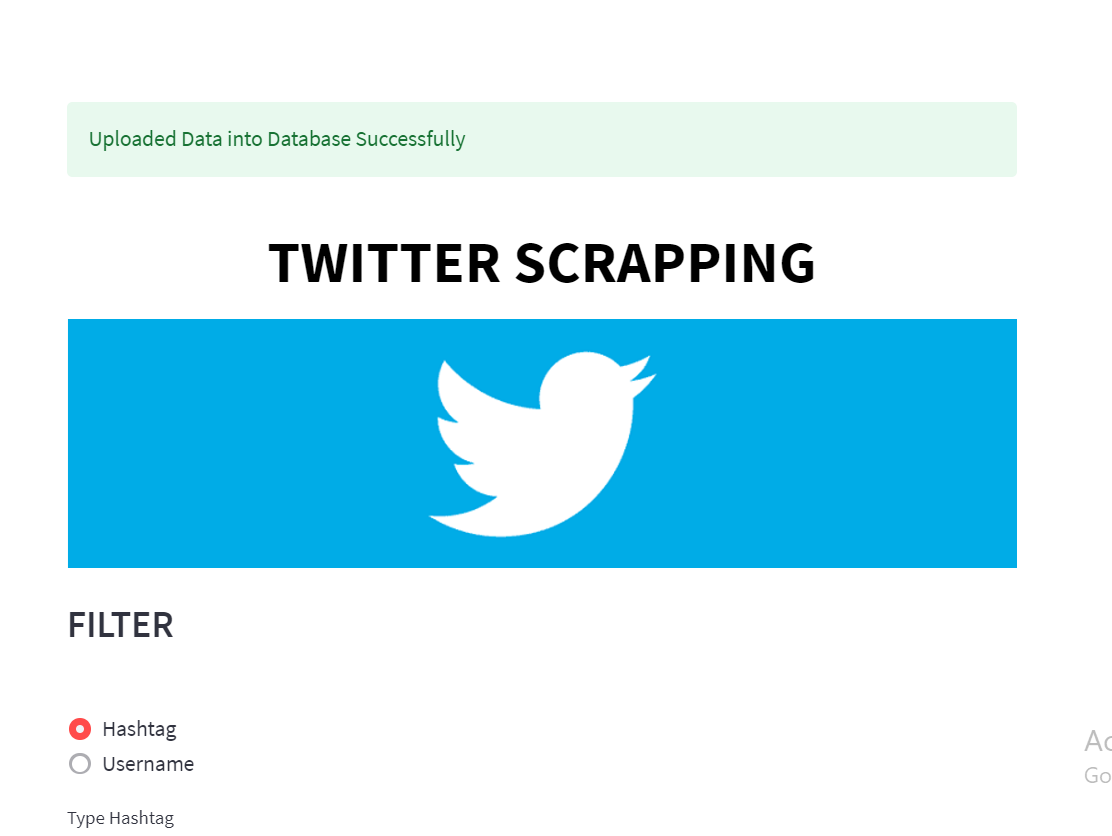 Uploaded Data into Database Successfully
TWITTER SCRAPPING
FILTER
Hashtag
Username
Type Hashtag